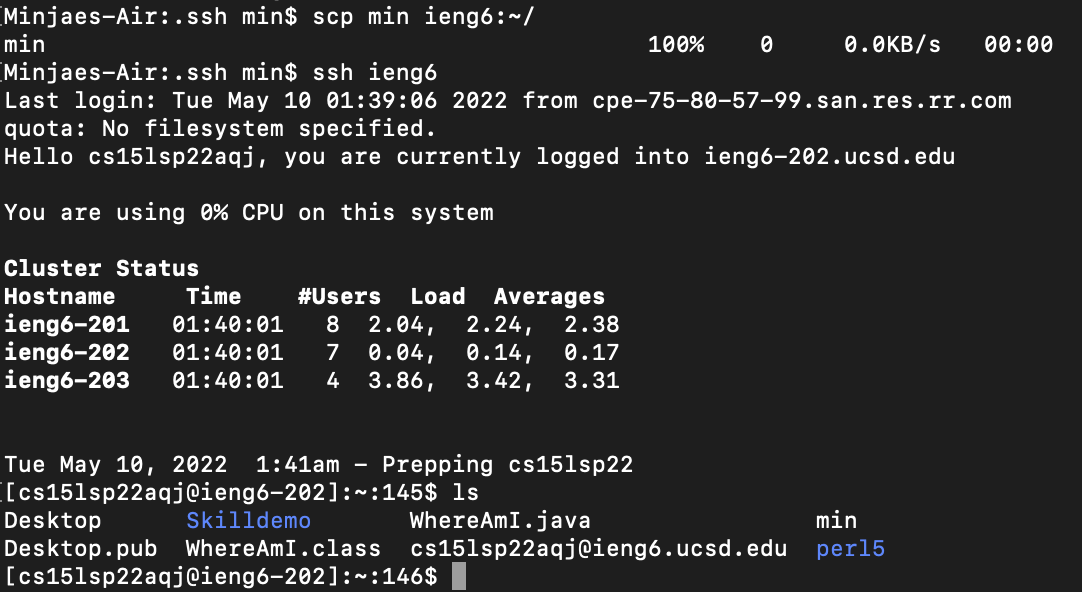 [Minjaes-Air:.ssh min$ scp min ieng6:~/
min 100% 0 0.0KB/s 00:00
[Minjaes-Air:.ssh min$ ssh ieng6
Last login: Tue May 10 01:39:06 2022 from cpe-75-80-57-99.san.res.rr.com
quota: No filesystem specified.
Hello cs15lsp22aqj, you are currently logged into ieng6-202.ucsd.edu
You are using 0% CPU on this system
Cluster Status
Hostname Time #Users Load Averages
ieng6-201 01:40:01 8 2.04, 2.24, 2.38
ieng6-202 01:40:01 7 0.04, 0.14, 0.17
ieng6-203 01:40:01 4 3.86, 3.42, 3.31
Tue May 10, 2022 1:41am - Prepping cs15lsp22
[cs15lsp22aqj@ieng6-202]:~:145$ ls
Desktop Skilldemo WhereAmI.java min
Desktop.pub WhereAmI.class cs15lsp22aqj@ieng6.ucsd.edu perl5
[cs15lsp22aqj@ieng6-202]:~:146$